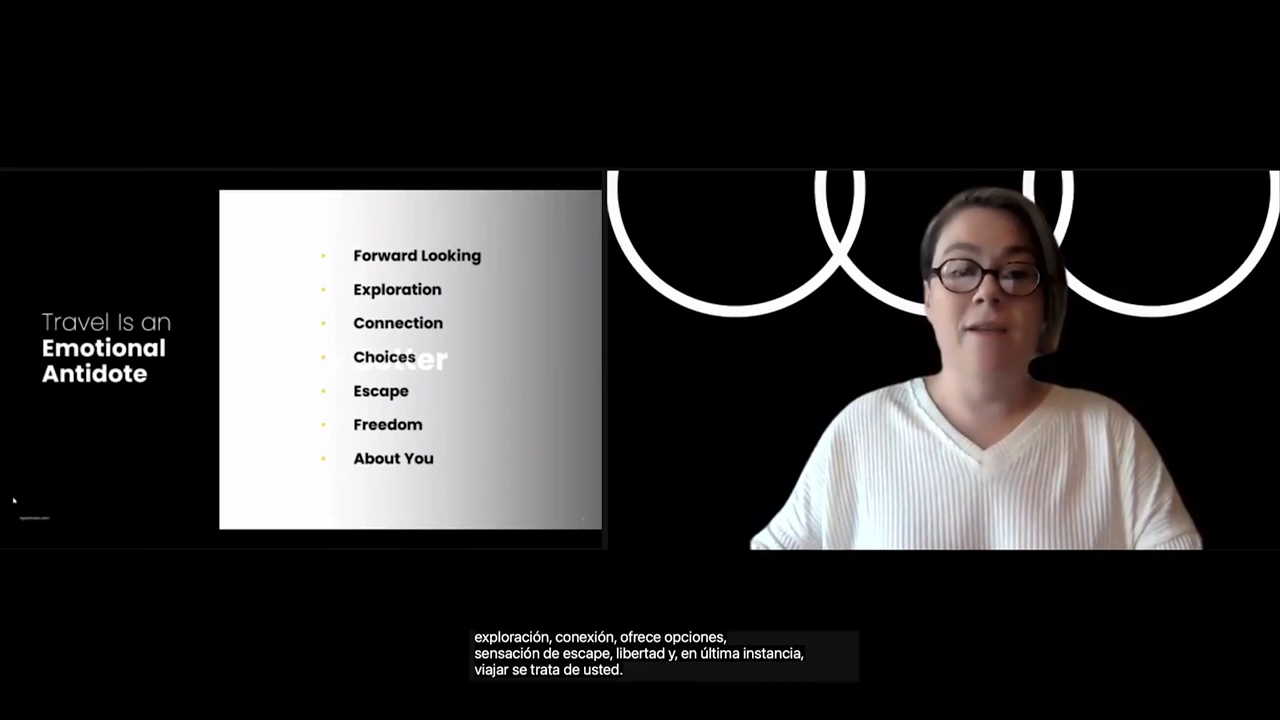 Travel Is an
Emotional
Antidote
Forward Looking
Exploration
Connection
Choices
Escape
Freedom
About You
exploración, conexión, ofrece opciones,
sensación de escape, libertad y, en última instancia,
viajar se trata de usted.